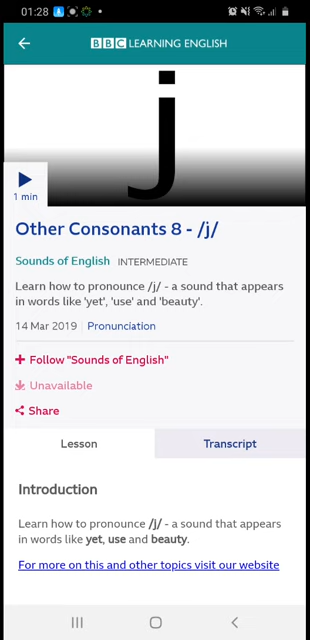 01:28
BBC LEARNING ENGLISH
j
1 min
Other Consonants 8 - /j/
Sounds of English INTERMEDIATE
Learn how to pronounce /j/ - a sound that appears
in words like 'yet', 'use' and 'beauty'.
14 Mar 2019 | Pronunciation
Follow "Sounds of English"
Unavailable
Share
Lesson Transcript
Introduction
Learn how to pronounce /j/ - a sound that appears
in words like yet, use and beauty.
For more on this and other topics visit our website